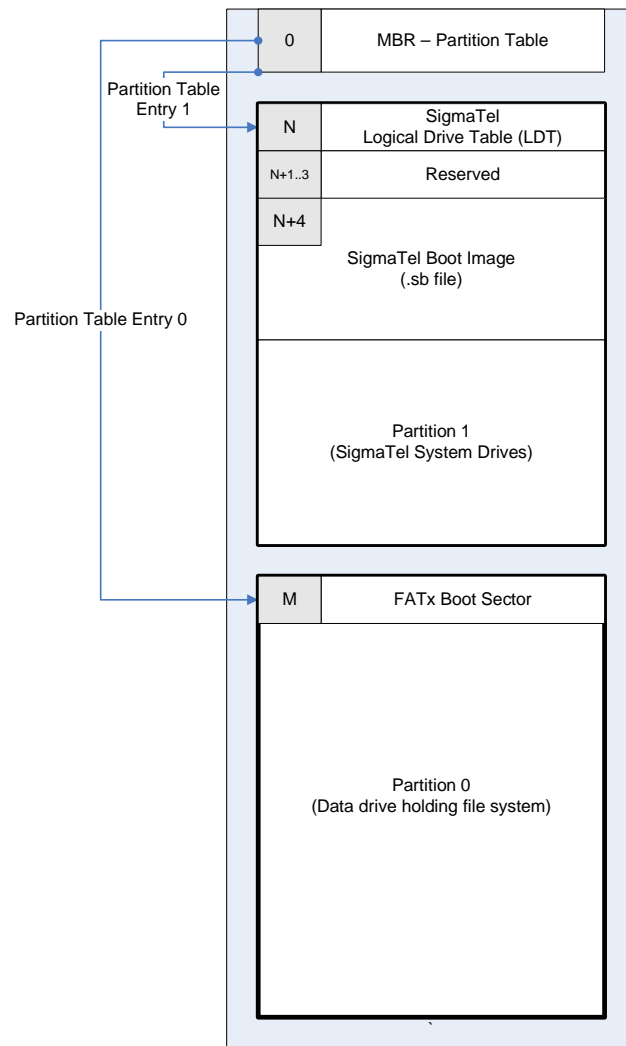 0
MBR – Partition Table
Partition Table
Entry 1
N
SigmaTel
Logical Drive Table (LDT)
N+1..3
Reserved
N+4
SigmaTel Boot Image
(.sb file)
Partition Table Entry 0
Partition 1
(SigmaTel System Drives)
M
FATx Boot Sector
Partition 0
(Data drive holding file system)
`